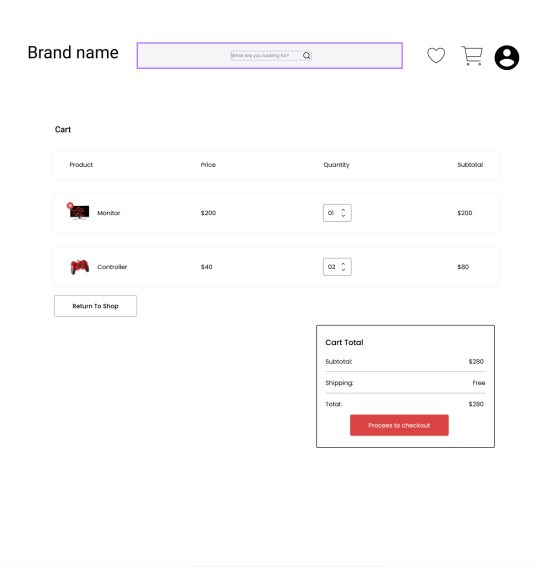 Brand name
What are you looking for?
Cart
Product Price Quantity Subtotal
Monitor $200 01 $200
Controller $40 02 $80
Return To Shop
Cart Total
Subtotal: $280
Shipping: Free
Total: $280
Procees to checkout